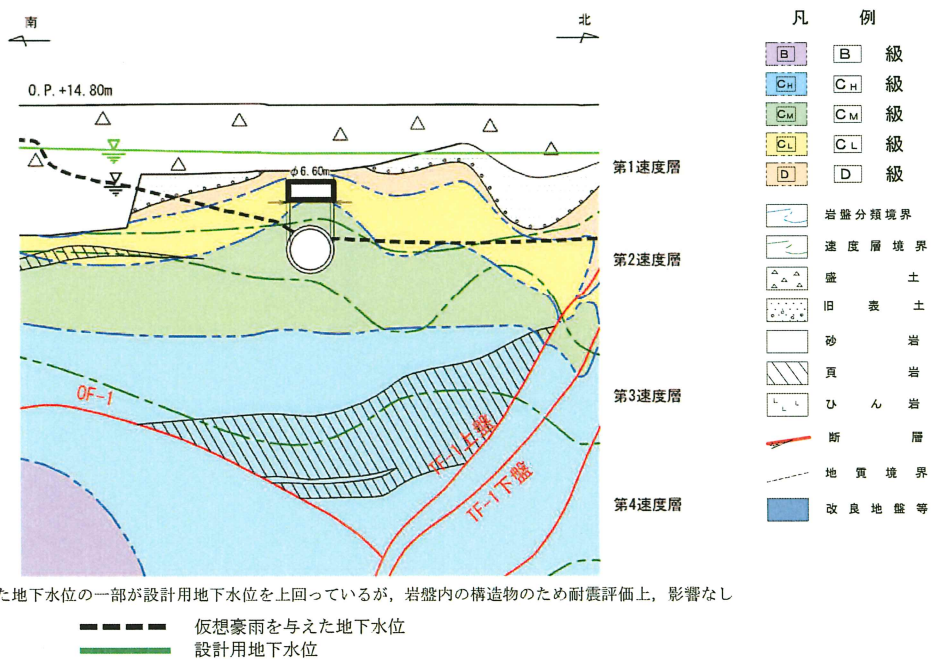 南
北
O.P.+14.80m
φ6.60m
第1速度層
第2速度層
第3速度層
第4速度層
OF-1
TF-1上盤
TF-1下盤
凡 例
B B 級
CH CH 級
CM CM 級
CL CL 級
D D 級
岩盤分類境界
速度層境界
盛土
旧表土
砂岩
頁岩
ひん岩
断層
地質境界
改良地盤等
た地下水位の一部が設計用地下水位を上回っているが，岩盤内の構造物のため耐震評価上，影響なし
仮想豪雨を与えた地下水位
設計用地下水位